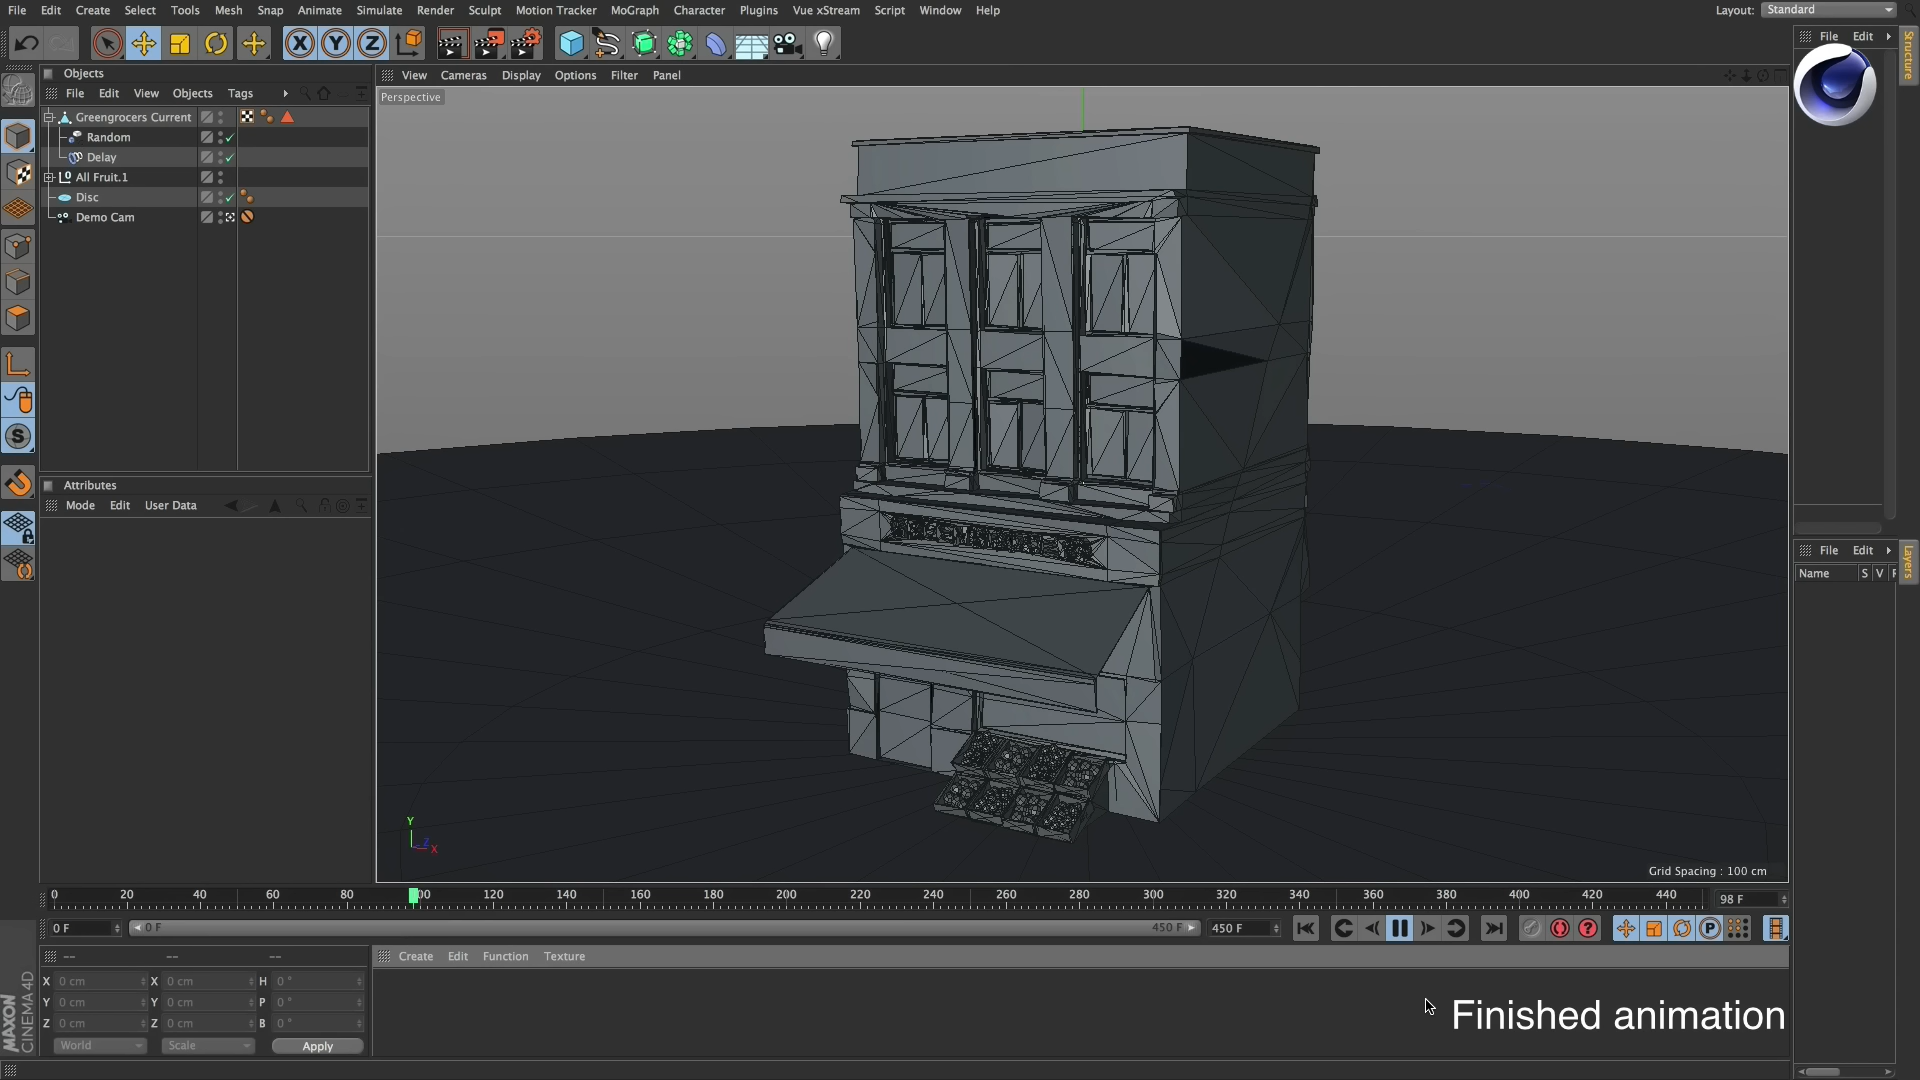 File Edit Create Select Tools Mesh Snap Animate Simulate Render Sculpt Motion Tracker MoGraph Character Plugins Vue xStream Script Window Help Layout: Standard
File Edit
Structure
Objects
File Edit View Objects Tags
View Cameras Display Options Filter Panel
Perspective
Greengrocers Current
Random
Delay
All Fruit.1
Disc
Demo Cam
Attributes
Mode Edit User Data
File Edit
Layers
Name S V
Y
Z
X
Grid Spacing : 100 cm
0 20 40 60 80 00 120 140 160 180 200 220 240 260 280 300 320 340 360 380 400 420 440 98 F
0 F 0 F 450 F 450 F
-- -- --
Create Edit Function Texture
X 0 cm X 0 cm H 0 °
Y 0 cm Y 0 cm P 0 °
Z 0 cm Z 0 cm B 0 °
World Scale Apply
MAXON
CINEMA 4D
Finished animation